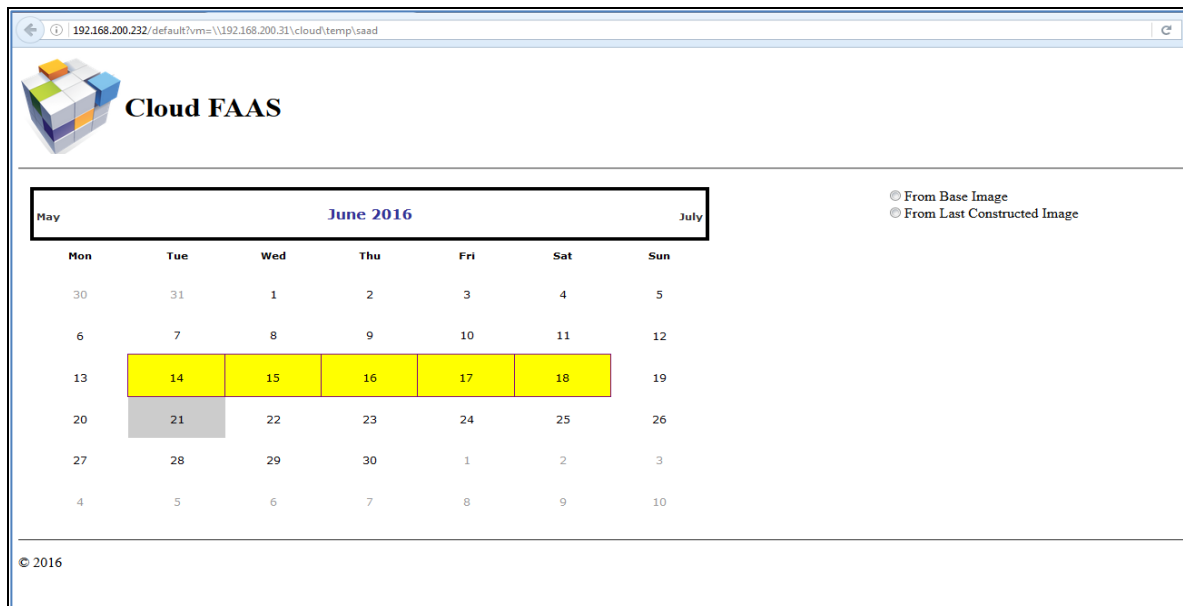 192.168.200.232/default?vm=\\192.168.200.31\cloud\temp\saad
Cloud FAAS
May June 2016 July
Mon Tue Wed Thu Fri Sat Sun
30 31 1 2 3 4 5
6 7 8 9 10 11 12
13 14 15 16 17 18 19
20 21 22 23 24 25 26
27 28 29 30 1 2 3
4 5 6 7 8 9 10
From Base Image
From Last Constructed Image
© 2016